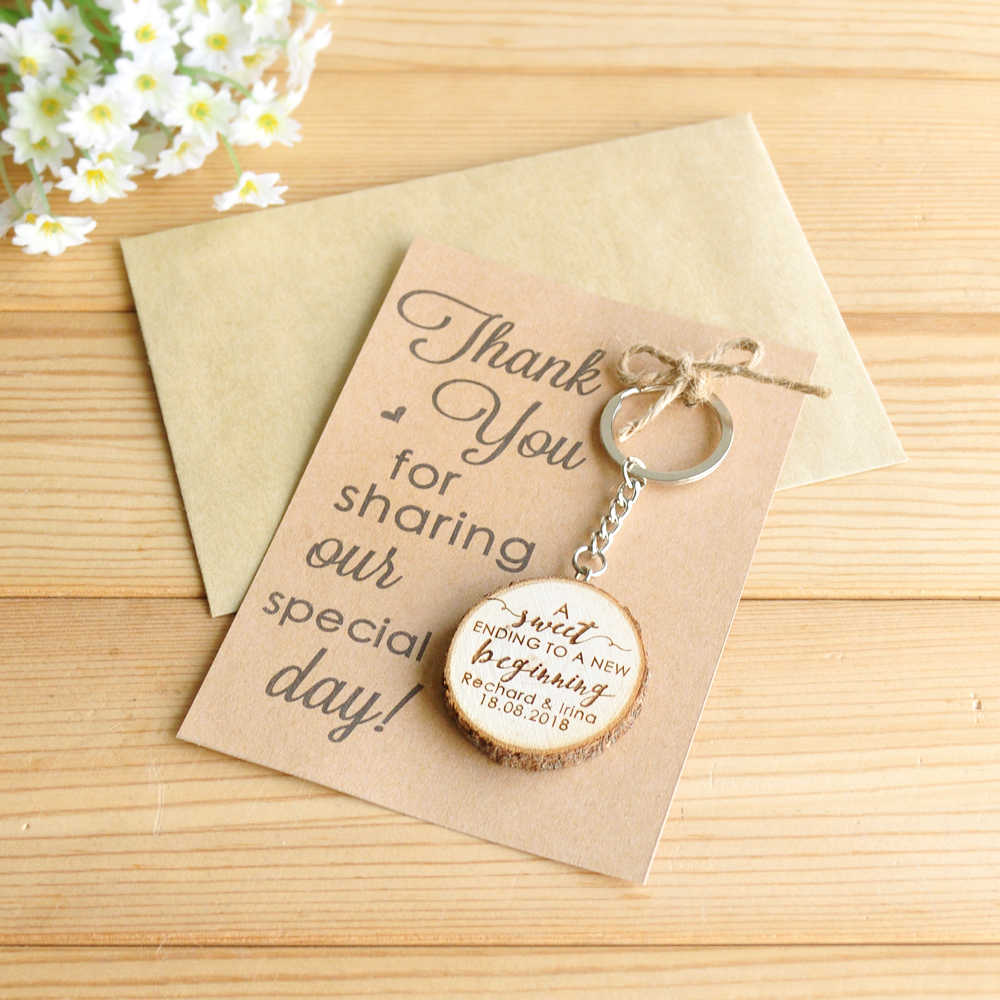 Thank
You
for
sharing
our
special
day!
A
sweet
ENDING TO A NEW
beginning
Rechard & Irina
18.08.2018